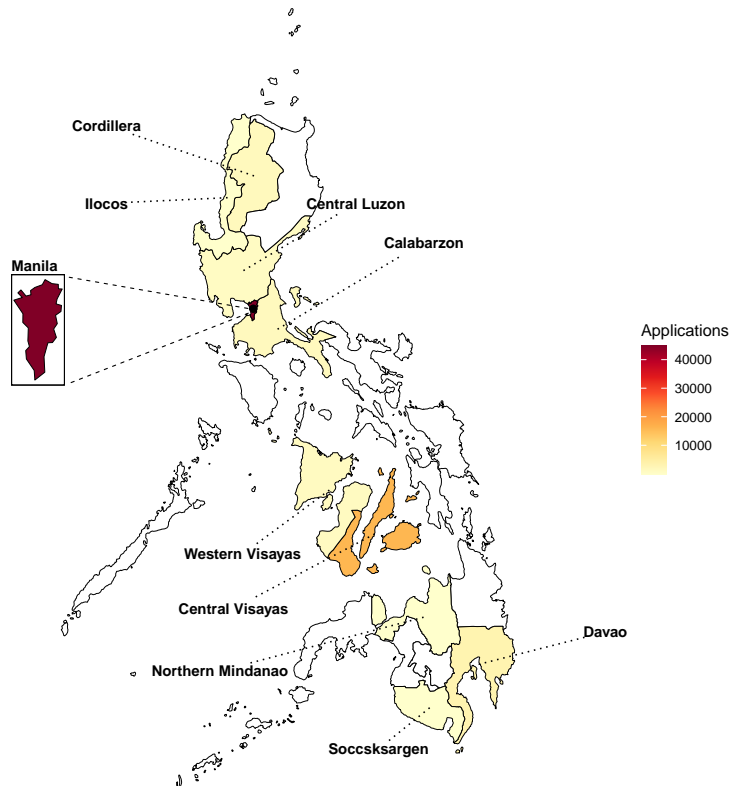 Cordillera
Ilocos
Central Luzon
Calabarzon
Manila
Applications
40000
30000
20000
10000
Western Visayas
Central Visayas
Davao
Northern Mindanao
Soccsksargen